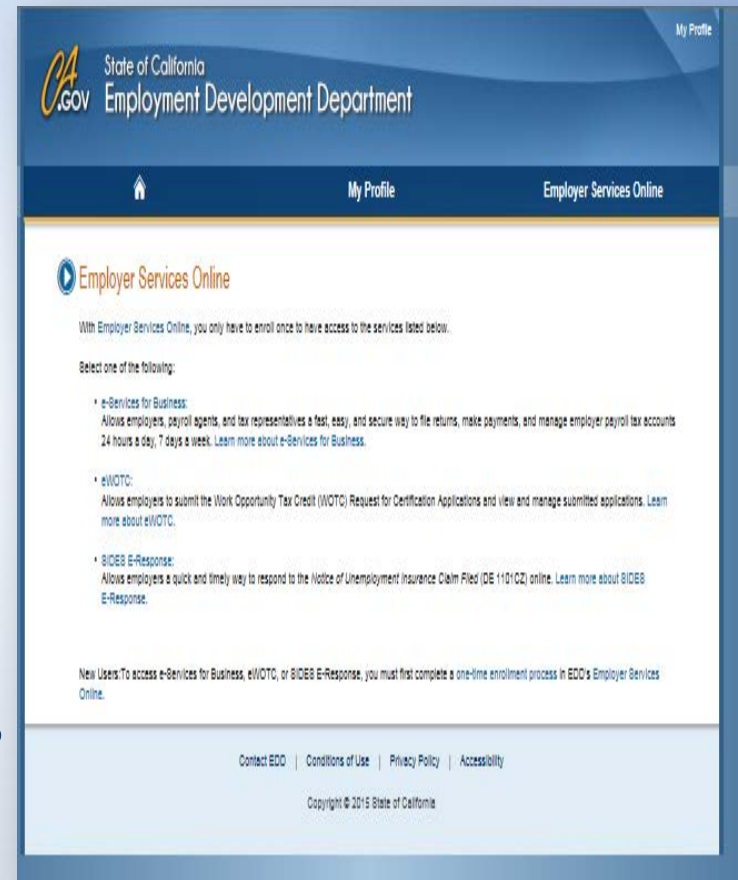 My Profile
CA
.GOV
State of California
Employment Development Department
My Profile
Employer Services Online
Employer Services Online
With Employer Services Online, you only have to enroll once to have access to the services listed below.
Select one of the following:
• e-Services for Business:
Allows employers, payroll agents, and tax representatives a fast, easy, and secure way to file returns, make payments, and manage employer payroll tax accounts
24 hours a day, 7 days a week. Learn more about e-Services for Business.
• eWOTC:
Allows employers to submit the Work Opportunity Tax Credit (WOTC) Request for Certification Applications and view and manage submitted applications. Learn
more about eWOTC.
• SIDES E-Response:
Allows employers a quick and timely way to respond to the Notice of Unemployment Insurance Claim Filed (DE 1101CZ) online. Learn more about SIDES
E-Response.
New Users:To access e-Services for Business, eWOTC, or SIDES E-Response, you must first complete a one-time enrollment process in EDD's Employer Services
Online.
Contact EDD | Conditions of Use | Privacy Policy | Accessibility
Copyright © 2015 State of California